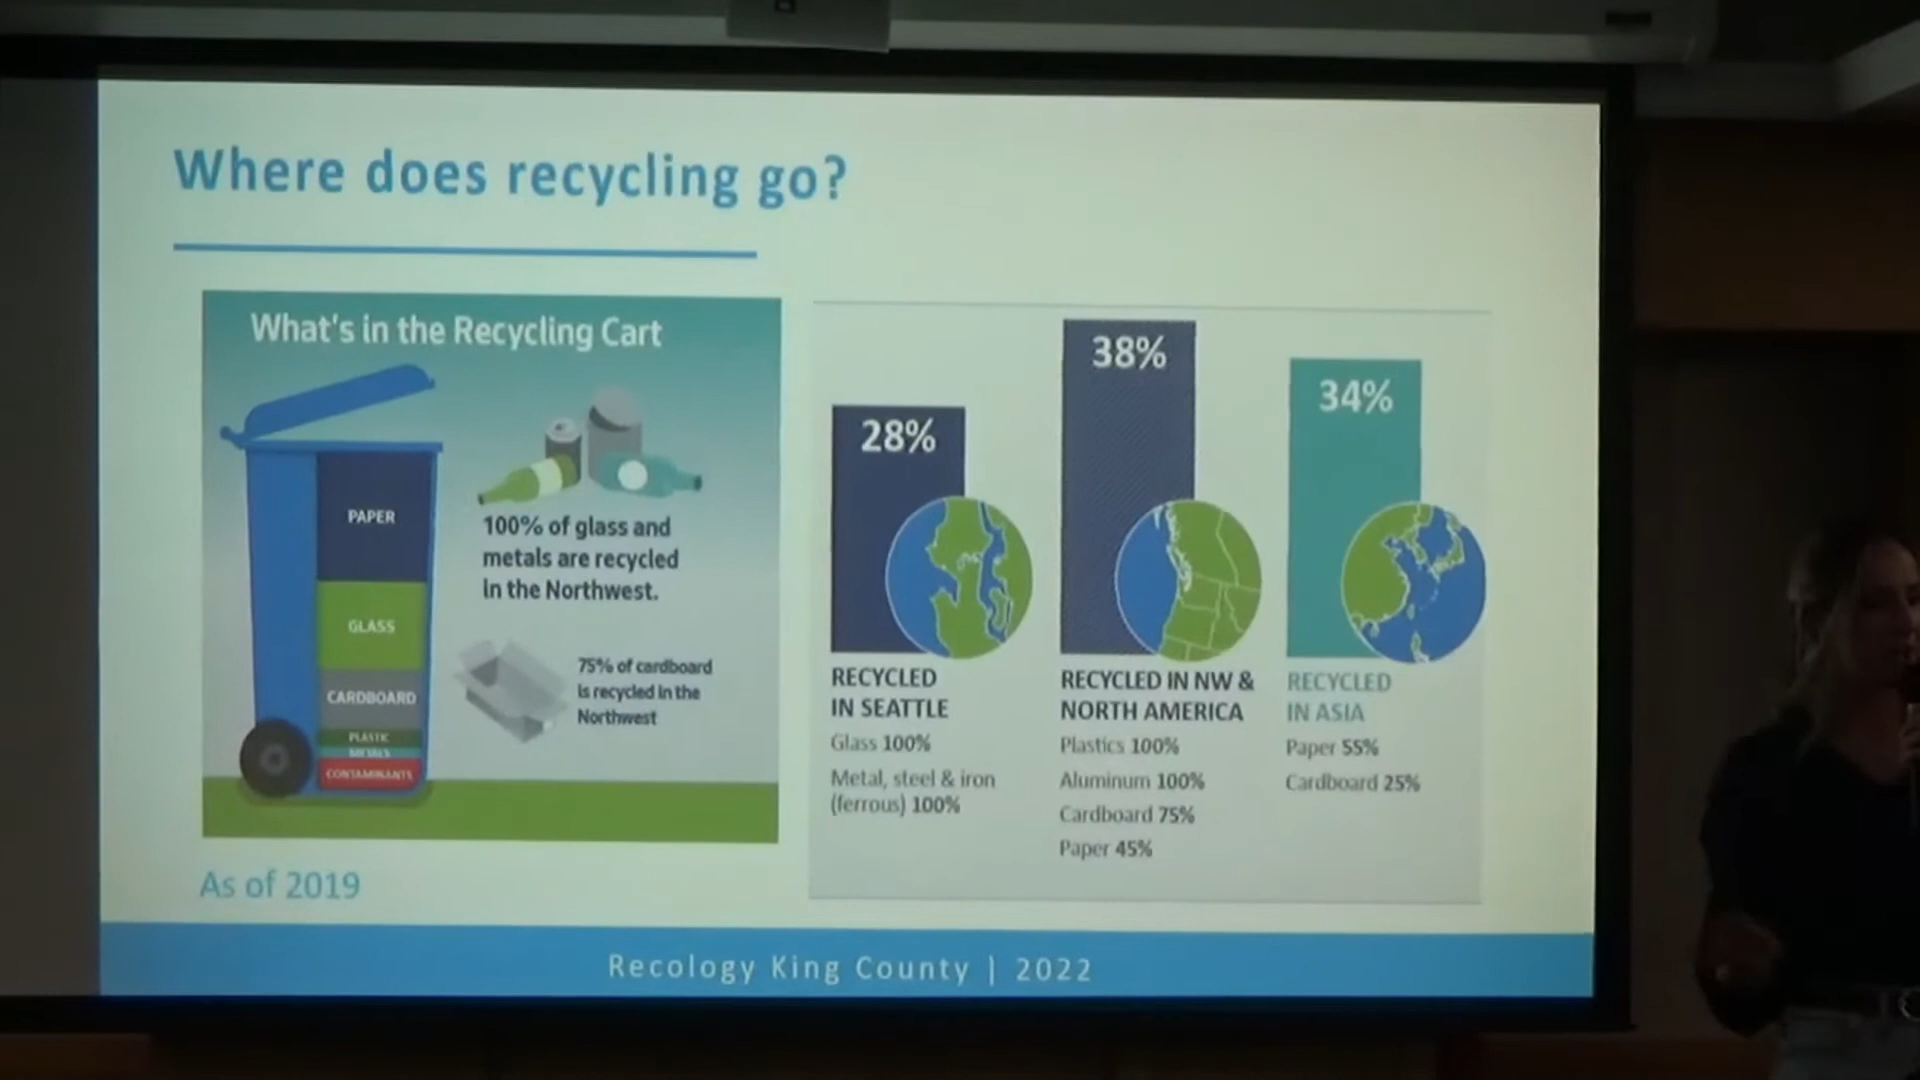 Where does recycling go?
What's in the Recycling Cart
PAPER
GLASS
CARDBOARD
PLASTIC
METALS
CONTAMINANTS
100% of glass and
metals are recycled
in the Northwest.
75% of cardboard
is recycled in the
Northwest
As of 2019
28%
RECYCLED
IN SEATTLE
Glass 100%
Metal, steel & iron
(ferrous) 100%
38%
RECYCLED IN NW &
NORTH AMERICA
Plastics 100%
Aluminum 100%
Cardboard 75%
Paper 45%
34%
RECYCLED
IN ASIA
Paper 55%
Cardboard 25%
Recology King County | 2022